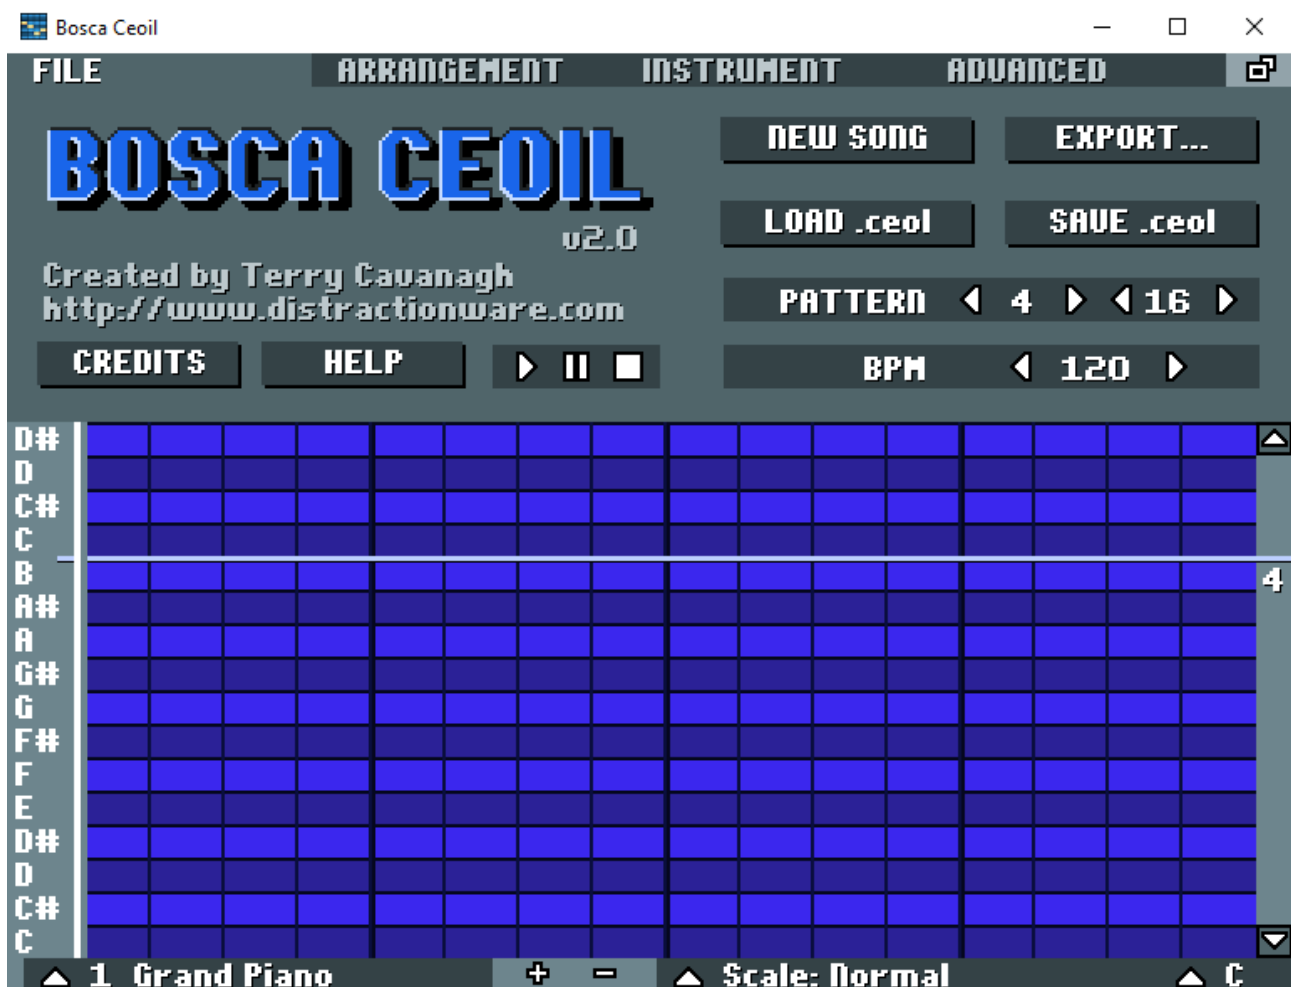 Bosca Ceoil
FILE ARRANGEMENT INSTRUMENT ADVANCED
BOSCA CEOIL
v2.0
Created by Terry Cavanagh
http://www.distractionware.com
CREDITS HELP
NEW SONG EXPORT...
LOAD .ceol SAVE .ceol
PATTERN 4 16
BPM 120
D#
D
C#
C
B 4
A#
A
G#
G
F#
F
E
D#
D
C#
C
1 Grand Piano + - Scale: Normal C